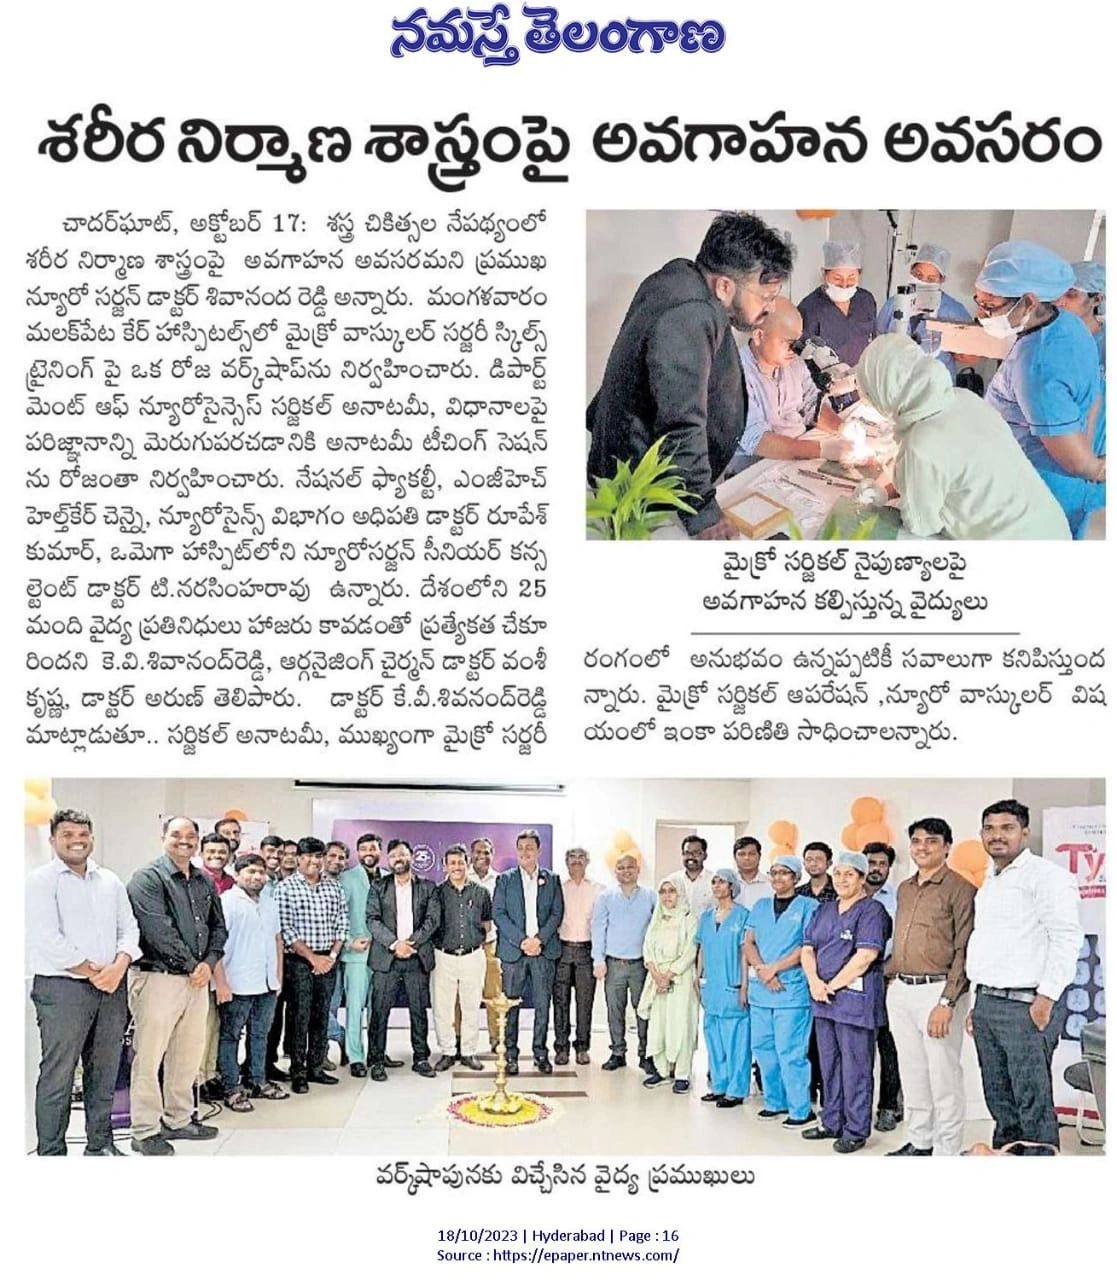 నమస్తే తెలంగాణ
శరీర నిర్మాణ శాస్త్రంపై అవగాహన అవసరం
చాదర్‌ఘాట్, అక్టోబర్ 17: శస్త్ర చికిత్సల నేపథ్యంలో
శరీర నిర్మాణ శాస్త్రంపై అవగాహన అవసరమని ప్రముఖ
న్యూరో సర్జన్ డాక్టర్ శివానంద రెడ్డి అన్నారు. మంగళవారం
మలక్‌పేట కేర్ హాస్పిటల్స్‌లో మైక్రో వాస్కులర్ సర్జరీ స్కిల్స్
ట్రైనింగ్ పై ఒక రోజు వర్క్‌షాప్‌ను నిర్వహించారు. డిపార్ట్
మెంట్ ఆఫ్ న్యూరోసైన్సెస్ సర్జికల్ అనాటమీ, విధానాలపై
పరిజ్ఞానాన్ని మెరుగుపరచడానికి అనాటమీ టీచింగ్ సెషన్
ను రోజంతా నిర్వహించారు. నేషనల్ ఫ్యాకల్టీ, ఎంజీహెచ్
హెల్త్‌కేర్ చెన్నై, న్యూరోసైన్స్ విభాగం అధిపతి డాక్టర్ రూపేశ్
కుమార్, ఒమెగా హాస్పిట్‌లోని న్యూరోసర్జన్ సీనియర్ కన్స
ల్టెంట్ డాక్టర్ టి.నరసింహరావు ఉన్నారు. దేశంలోని 25
మంది వైద్య ప్రతినిధులు హాజరు కావడంతో ప్రత్యేకత చేకూ
రిందని కె.వి.శివానంద్‌రెడ్డి, ఆర్గనైజింగ్ చైర్మన్ డాక్టర్ వంశీ
కృష్ణ, డాక్టర్ అరుణ్ తెలిపారు. డాక్టర్ కే.వీ.శివనంద్‌రెడ్డి
మాట్లాడుతూ.. సర్జికల్ అనాటమీ, ముఖ్యంగా మైక్రో సర్జరీ
మైక్రో సర్జికల్ నైపుణ్యాలపై
అవగాహన కల్పిస్తున్న వైద్యులు
రంగంలో అనుభవం ఉన్నప్పటికీ సవాలుగా కనిపిస్తుంద
న్నారు. మైక్రో సర్జికల్ ఆపరేషన్ ,న్యూరో వాస్కులర్ విష
యంలో ఇంకా పరిణితి సాధించాలన్నారు.
వర్క్‌షాపునకు విచ్చేసిన వైద్య ప్రముఖులు
18/10/2023 | Hyderabad | Page : 16
Source : https://epaper.ntnews.com/